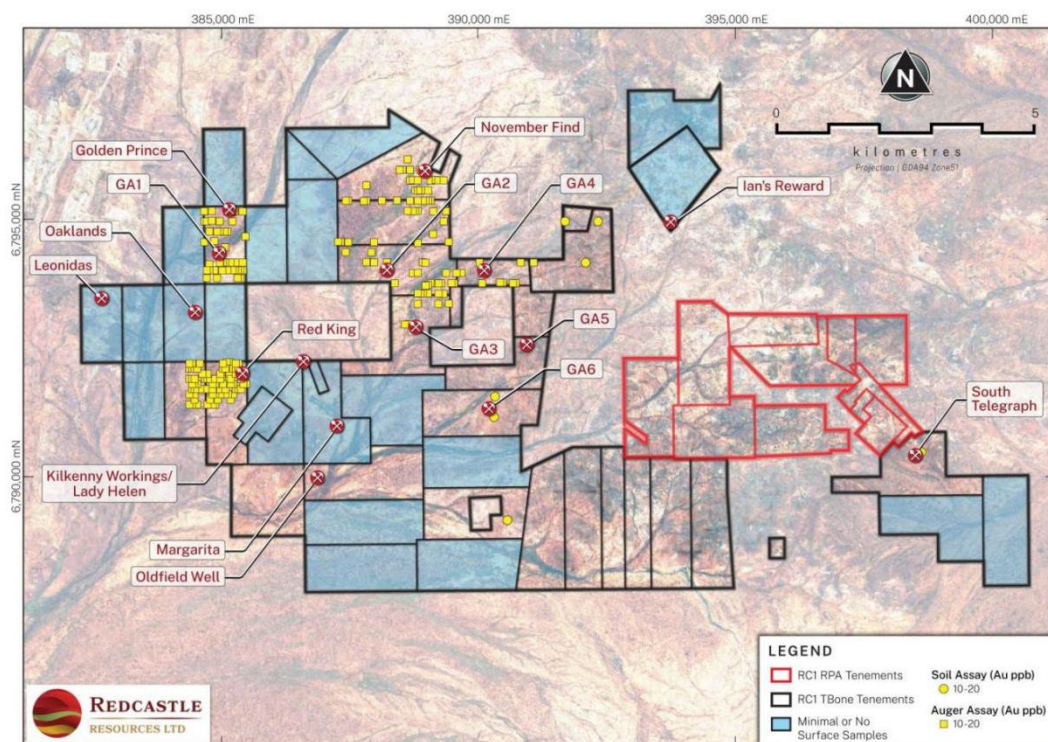 385,000 mE
390,000 mE
395,000 mE
400,000 mE
N
0
5
kilometres
Projection | GDA94 Zone51
November Find
Golden Prince
GA1
GA2
GA4
Ian's Reward
6,795,000 mN
Oaklands
Leonidas
Red King
GA3
GA5
GA6
South
Telegraph
Kilkenny Workings/
Lady Helen
6,790,000 mN
Margarita
Oldfield Well
LEGEND
RC1 RPA Tenements
RC1 TBone Tenements
Minimal or No
Surface Samples
Soil Assay (Au ppb)
10-20
Auger Assay (Au ppb)
10-20
REDCASTLE
RESOURCES LTD